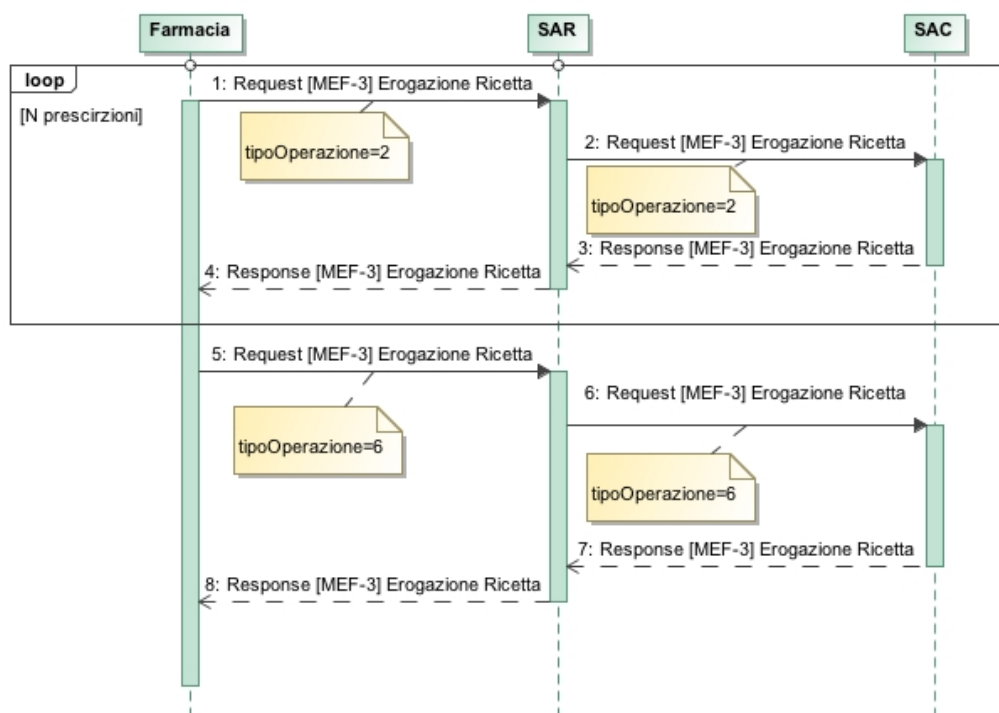 Farmacia
SAR
SAC
loop
[N prescirzioni]
1: Request [MEF-3] Erogazione Ricetta
tipoOperazione=2
2: Request [MEF-3] Erogazione Ricetta
tipoOperazione=2
3: Response [MEF-3] Erogazione Ricetta
4: Response [MEF-3] Erogazione Ricetta
5: Request [MEF-3] Erogazione Ricetta
tipoOperazione=6
6: Request [MEF-3] Erogazione Ricetta
tipoOperazione=6
7: Response [MEF-3] Erogazione Ricetta
8: Response [MEF-3] Erogazione Ricetta